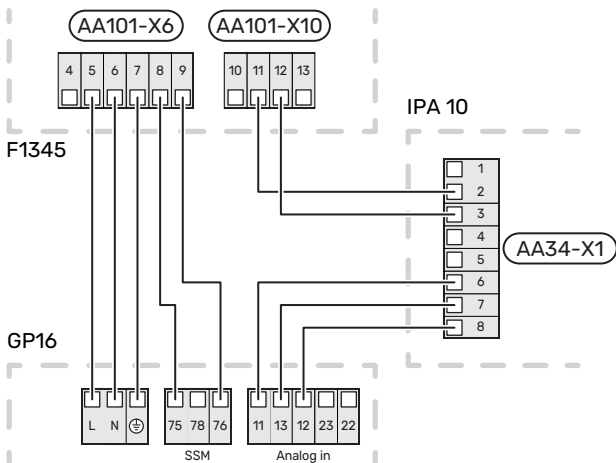 AA101-X6 AA101-X10
4 5 6 7 8 9 10 11 12 13
IPA 10
F1345
1
2
3
4
AA34-X1
5
6
7
8
GP16
L N 75 78 76 11 13 12 23 22
SSM Analog in